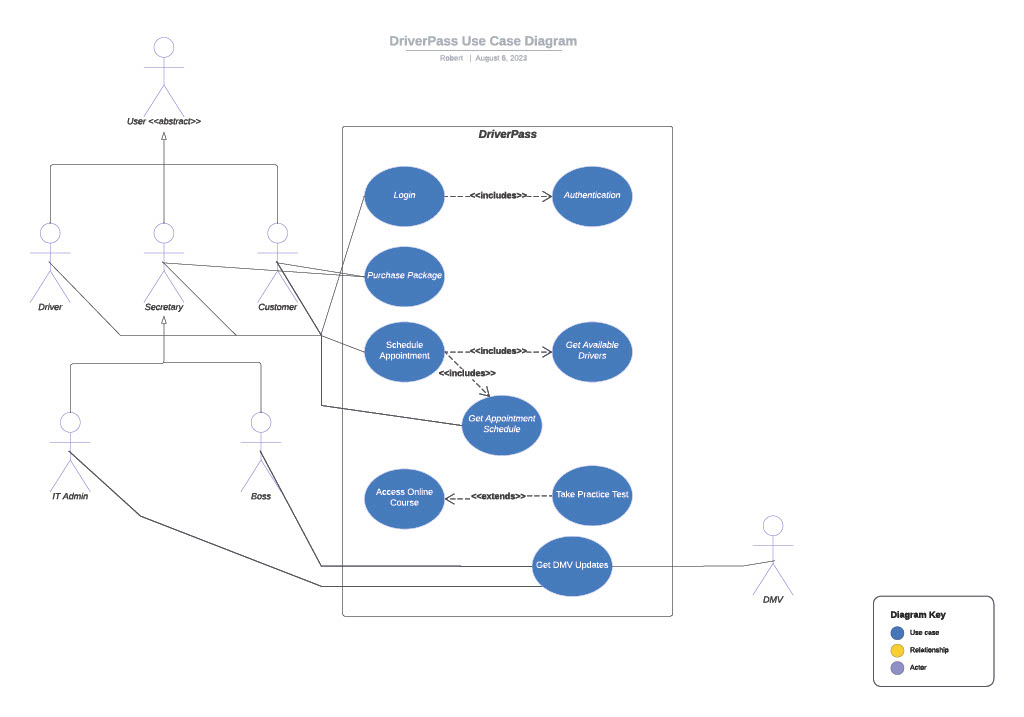 DriverPass Use Case Diagram
Robert | August 6, 2023
User <<abstract>>
DriverPass
Login
<<includes>>
Authentication
Purchase Package
Driver
Secretary
Customer
Schedule
Appointment
<<includes>>
Get Available
Drivers
<<includes>>
Get Appointment
Schedule
IT Admin
Boss
Access Online
Course
<<extends>>
Take Practice Test
Get DMV Updates
DMV
Diagram Key
Use case
Relationship
Actor